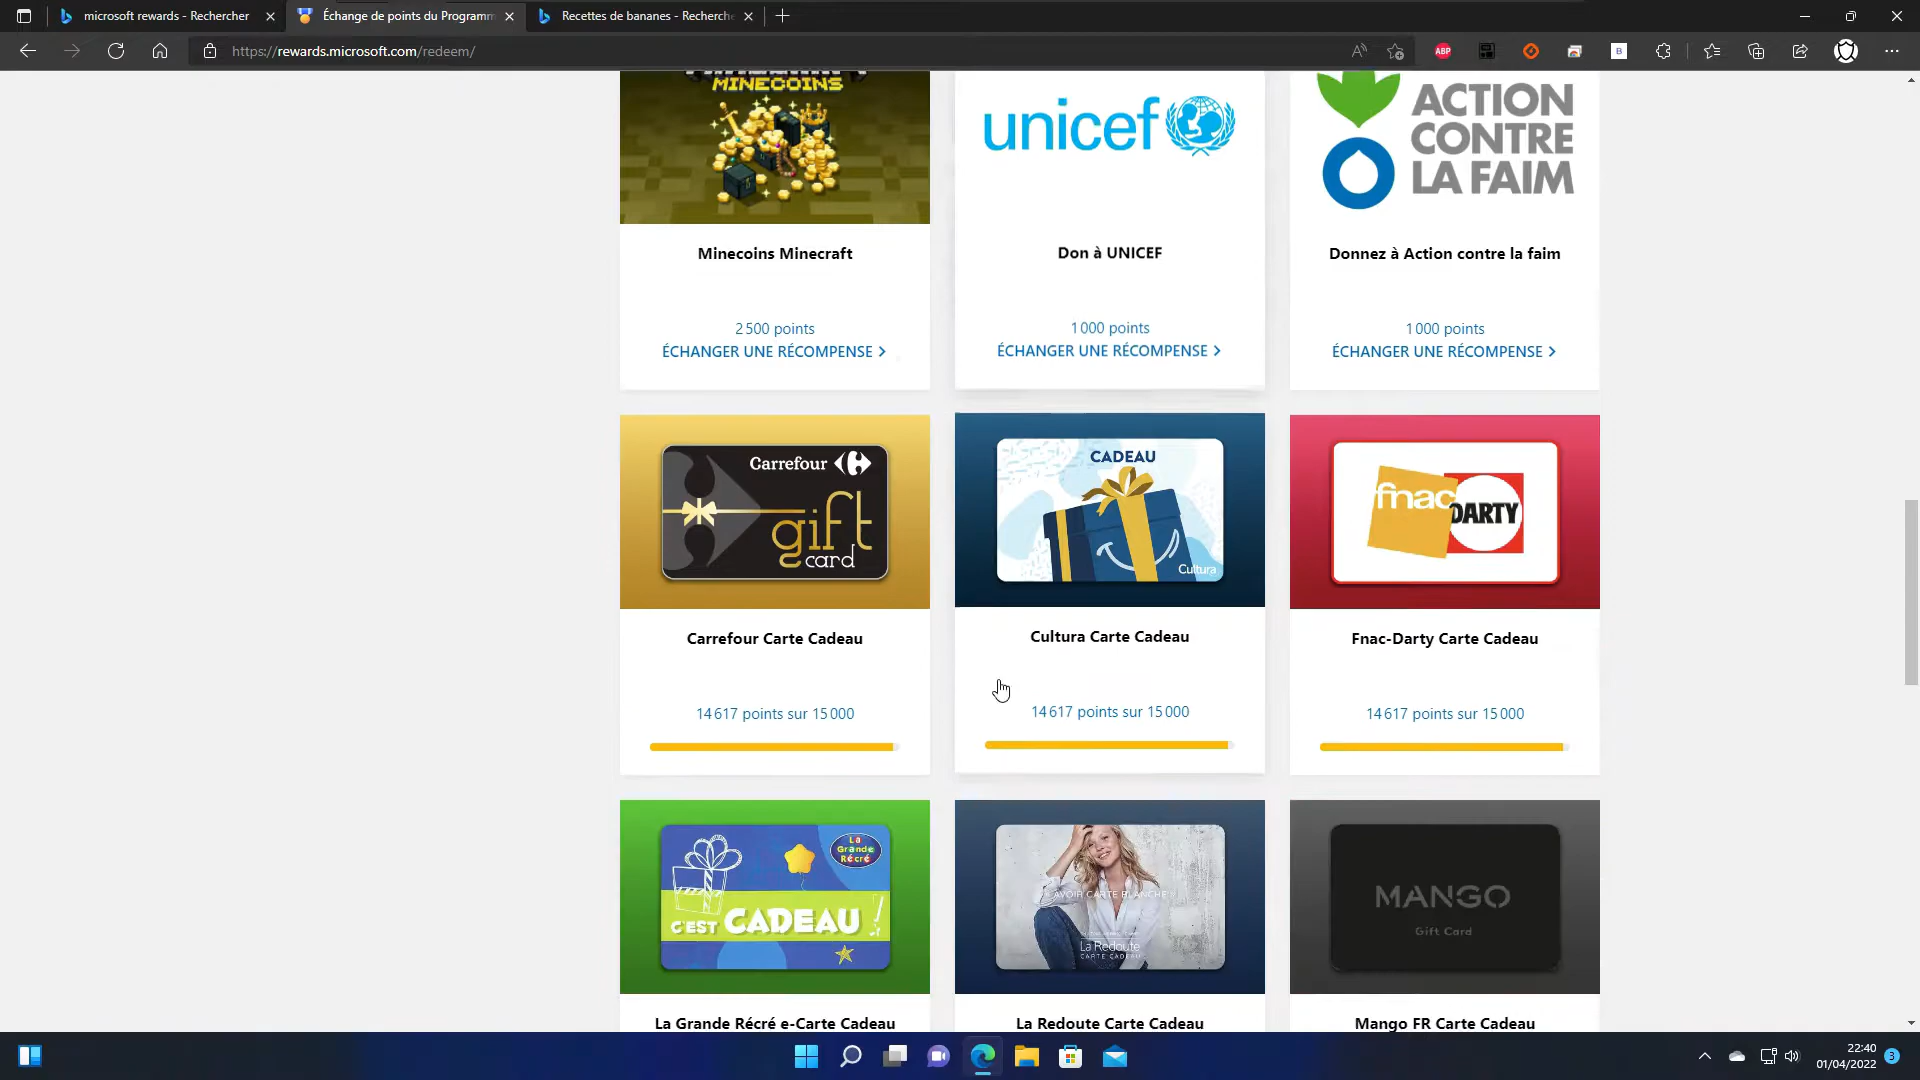 microsoft rewards - Rechercher
Échange de points du Programm
Recettes de bananes - Recherche
https://rewards.microsoft.com/redeem/
ABP
B
MINECOINS
unicef
ACTION
CONTRE
LA FAIM
Minecoins Minecraft
Don à UNICEF
Donnez à Action contre la faim
2 500 points
1 000 points
1 000 points
ÉCHANGER UNE RÉCOMPENSE
ÉCHANGER UNE RÉCOMPENSE
ÉCHANGER UNE RÉCOMPENSE
Carrefour
gift
card
CADEAU
Cultura
fnac
DARTY
Carrefour Carte Cadeau
Cultura Carte Cadeau
Fnac-Darty Carte Cadeau
14 617 points sur 15 000
14 617 points sur 15 000
14 617 points sur 15 000
La
Grande
Récré
C'EST CADEAU !
AVOIR CARTE BLANCHE
La Redoute
CARTE CADEAU
MANGO
Gift Card
La Grande Récré e-Carte Cadeau
La Redoute Carte Cadeau
Mango FR Carte Cadeau
22:40
01/04/2022
3